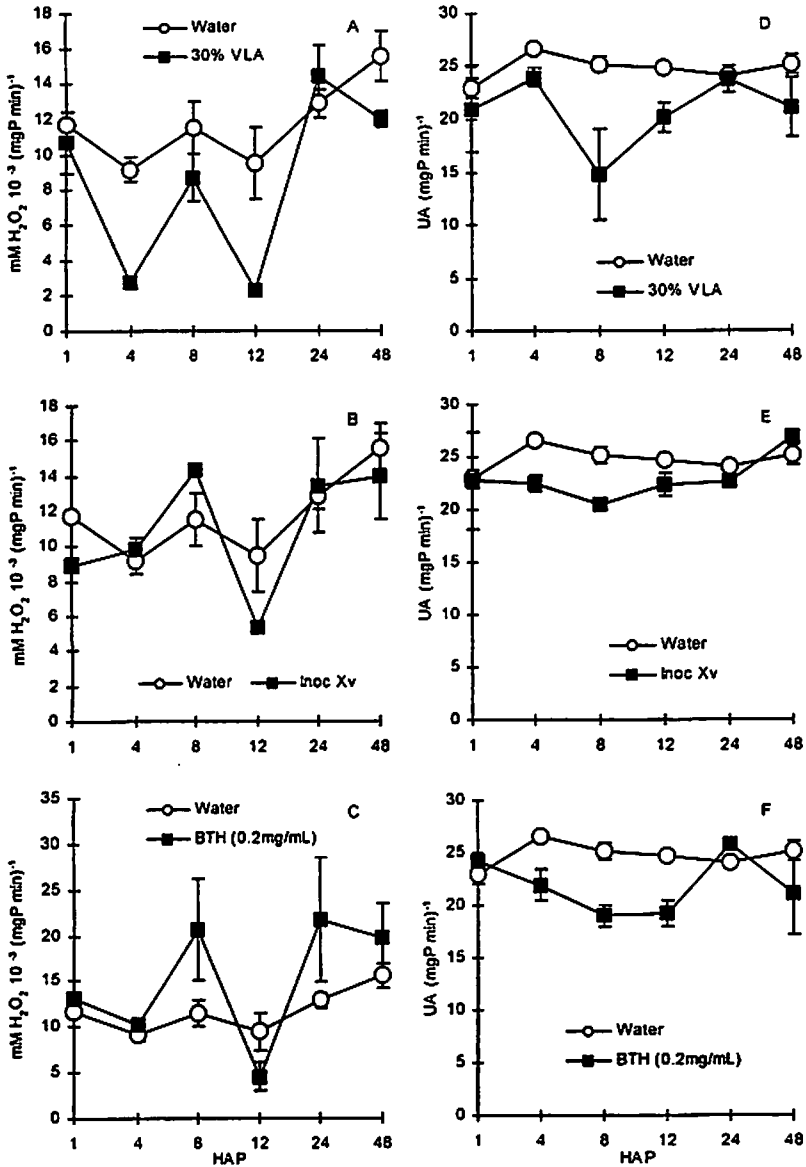 A
Water
30% VLA
mM H₂O₂ 10 ⁻³ (mgP min)⁻¹
18
16
14
12
10
8
6
4
2
0
1 4 8 12 24 48
D
Water
30% VLA
UA (mgP min)⁻¹
30
25
20
15
10
5
0
1 4 8 12 24 48
B
Water Inoc Xv
mM H₂O₂ 10 ⁻³ (mgP min)⁻¹
18
16
14
12
10
8
6
4
2
0
1 4 8 12 24 48
E
Water
Inoc Xv
UA (mgP min)⁻¹
30
25
20
15
10
5
0
1 4 8 12 24 48
C
Water
BTH (0.2mg/mL)
mM H₂O₂ 10 ⁻³ (mgP min)⁻¹
35
30
25
20
15
10
5
0
1 4 8 12 24 48
HAP
F
Water
BTH (0.2mg/mL)
UA (mgP min)⁻¹
30
25
20
15
10
5
0
1 4 8 12 24 48
HAP